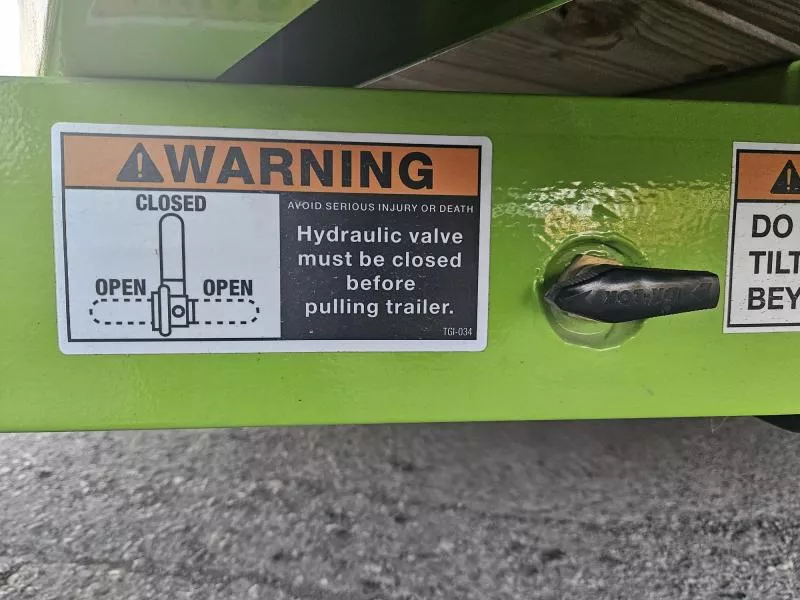 WARNING
CLOSED
OPEN OPEN
AVOID SERIOUS INJURY OR DEATH
Hydraulic valve
must be closed
before
pulling trailer.
TGI-034
DO
TILT
BEY